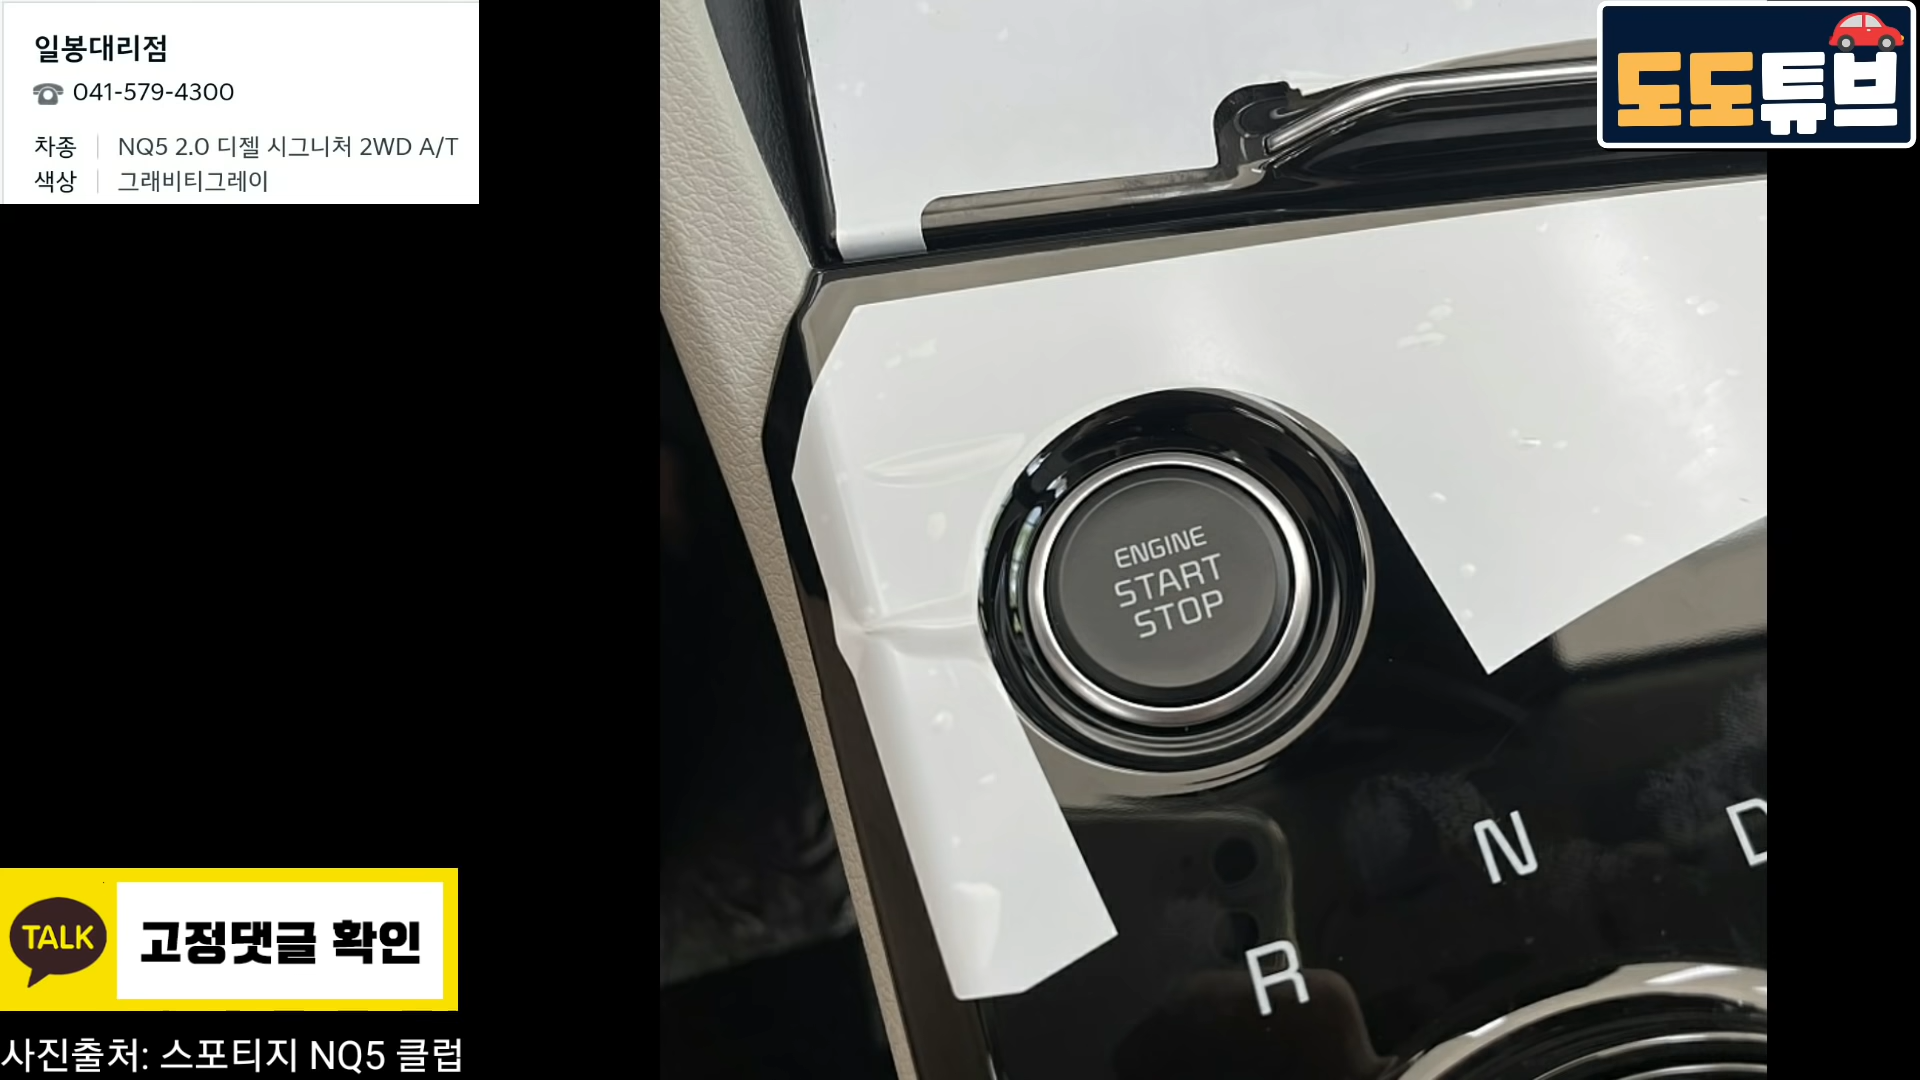 일봉대리점
041-579-4300
차종 NQ5 2.0 디젤 시그니처 2WD A/T
색상 그래비티그레이
도도튜브
ENGINE
START
STOP
N
D
R
TALK
고정댓글 확인
사진출처: 스포티지 NQ5 클럽